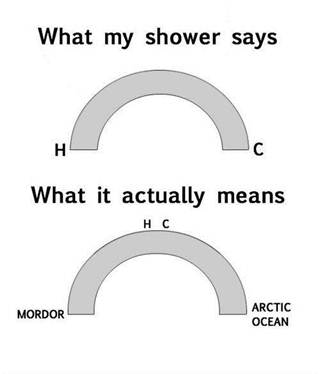 What my shower says
H C
What it actually means
H C
MORDOR
ARCTIC
OCEAN